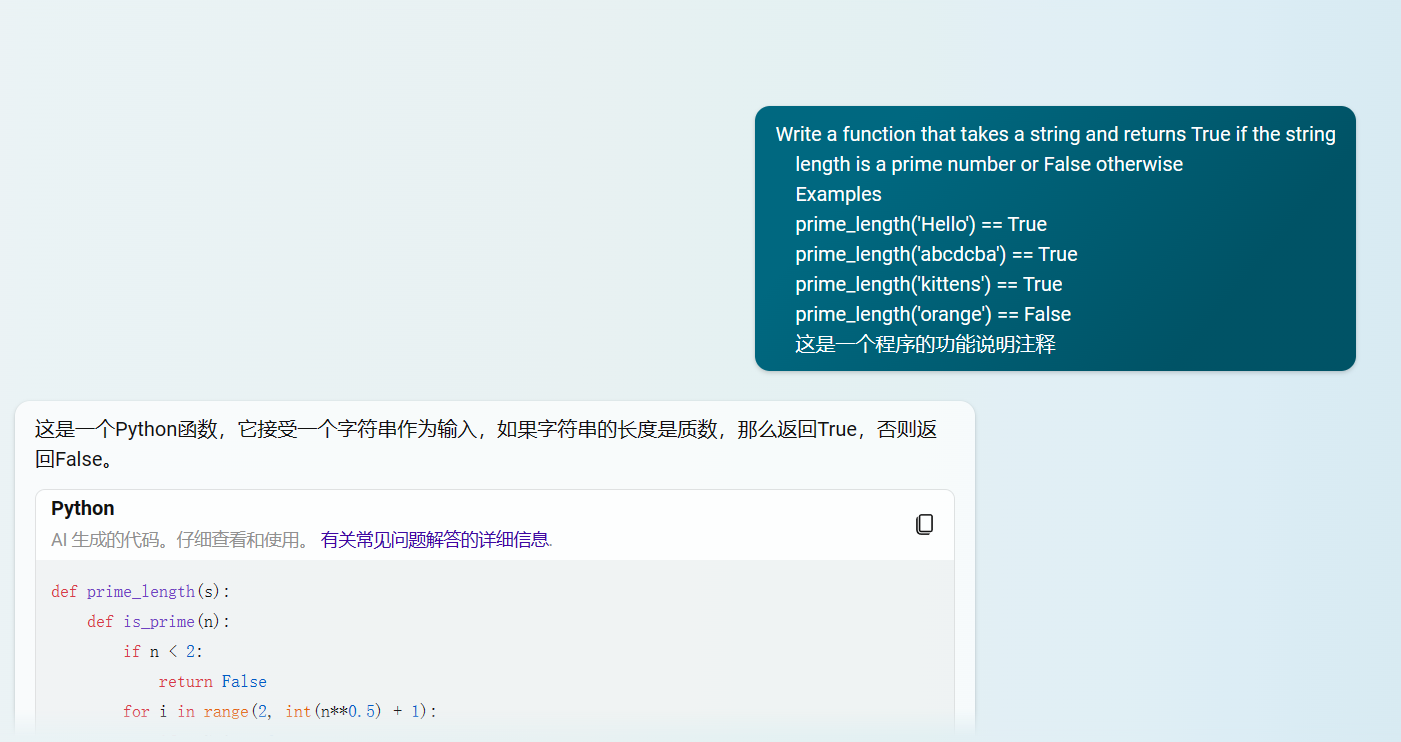 Write a function that takes a string and returns True if the string
length is a prime number or False otherwise
Examples
prime_length('Hello') == True
prime_length('abcdcba') == True
prime_length('kittens') == True
prime_length('orange') == False
这是一个程序的功能说明注释
这是一个Python函数，它接受一个字符串作为输入，如果字符串的长度是质数，那么返回True，否则返
回False。
Python
AI 生成的代码。仔细查看和使用。 有关常见问题解答的详细信息.
def prime_length(s):
    def is_prime(n):
        if n < 2:
            return False
        for i in range(2, int(n**0.5) + 1):